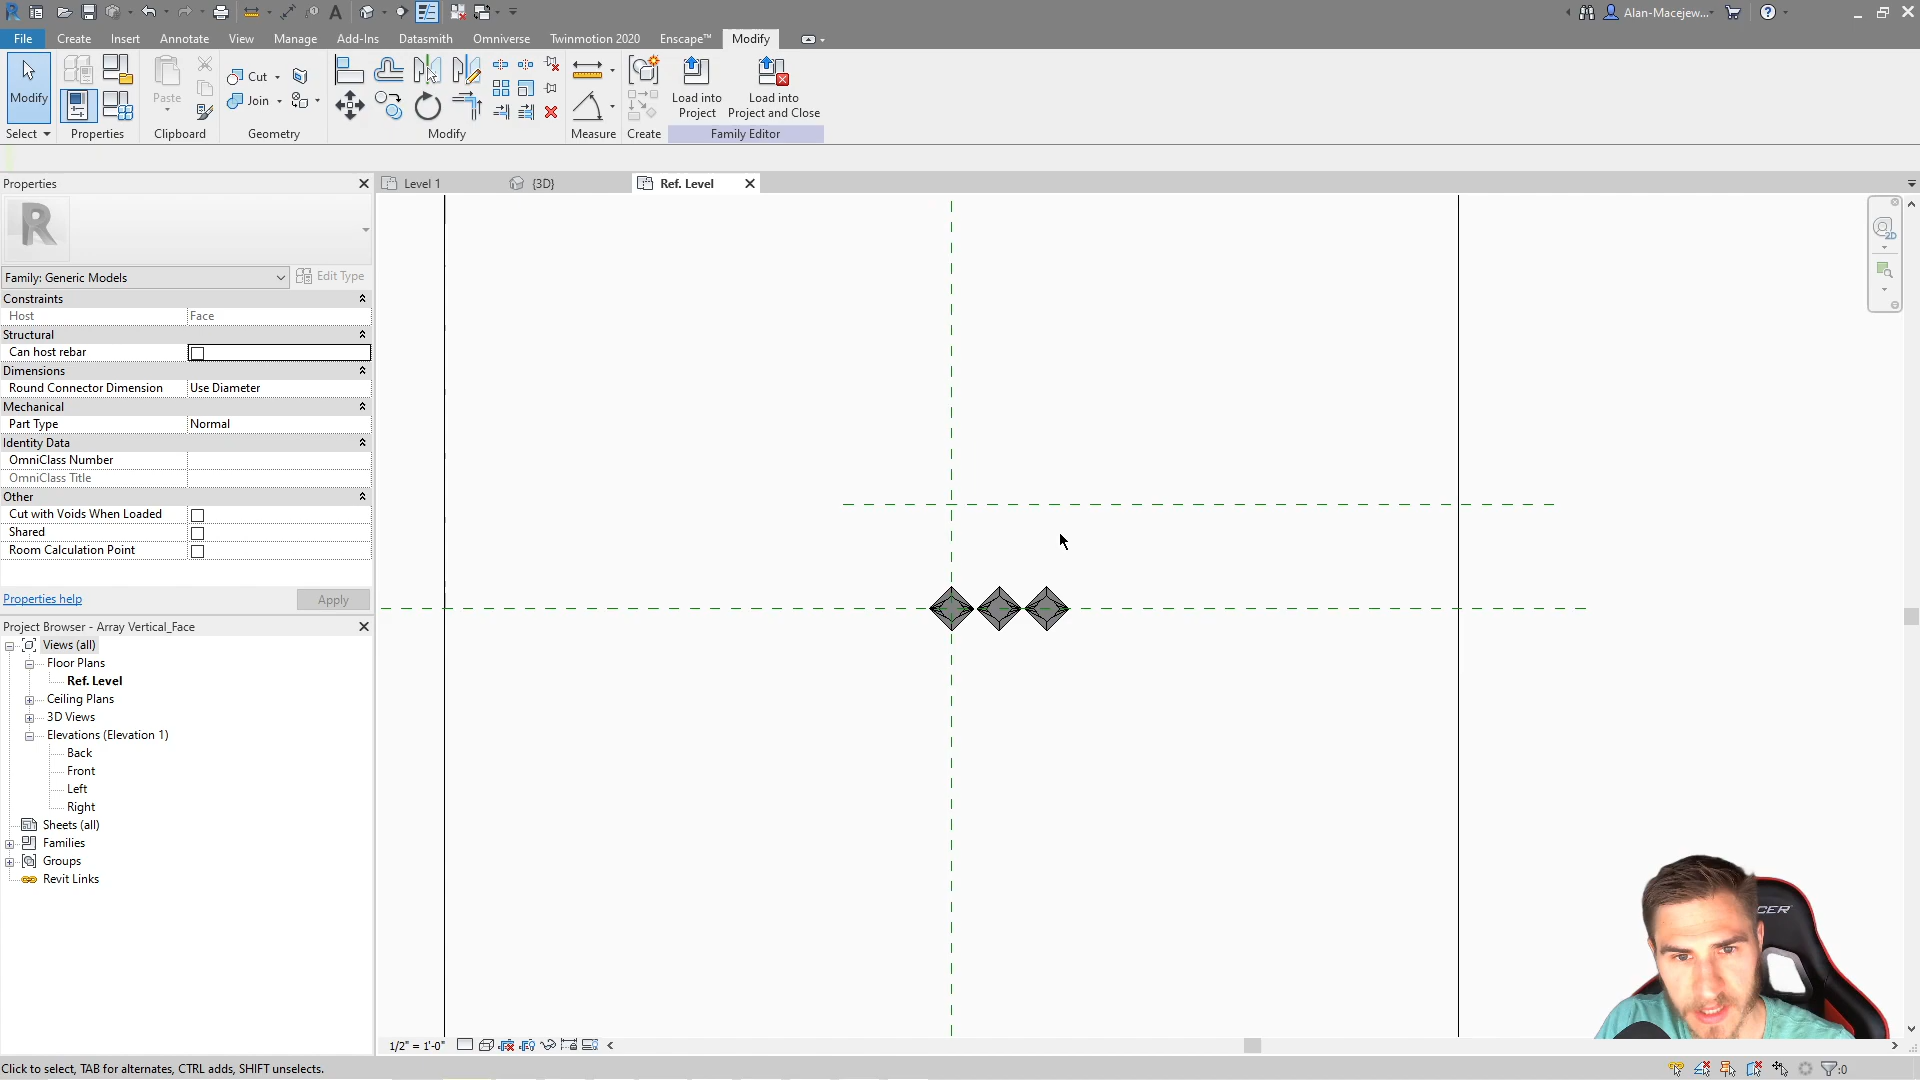 Alan-Macejew...
File
Create
Insert
Annotate
View
Manage
Add-Ins
Datasmith
Omniverse
Twinmotion 2020
Enscape™
Modify
Modify
Paste
Cut
Join
Load into
Project
Load into
Project and Close
Select
Properties
Clipboard
Geometry
Modify
Measure
Create
Family Editor
Properties
Level 1
{3D}
Ref. Level
R
2D
Family: Generic Models
Edit Type
Constraints
Host Face
Structural
Can host rebar
Dimensions
Round Connector Dimension Use Diameter
Mechanical
Part Type Normal
Identity Data
OmniClass Number
OmniClass Title
Other
Cut with Voids When Loaded
Shared
Room Calculation Point
Properties help
Apply
Project Browser - Array Vertical_Face
Views (all)
Floor Plans
Ref. Level
Ceiling Plans
3D Views
Elevations (Elevation 1)
Back
Front
Left
Right
Sheets (all)
Families
Groups
Revit Links
1/2" = 1'-0"
Click to select, TAB for alternates, CTRL adds, SHIFT unselects.
:0